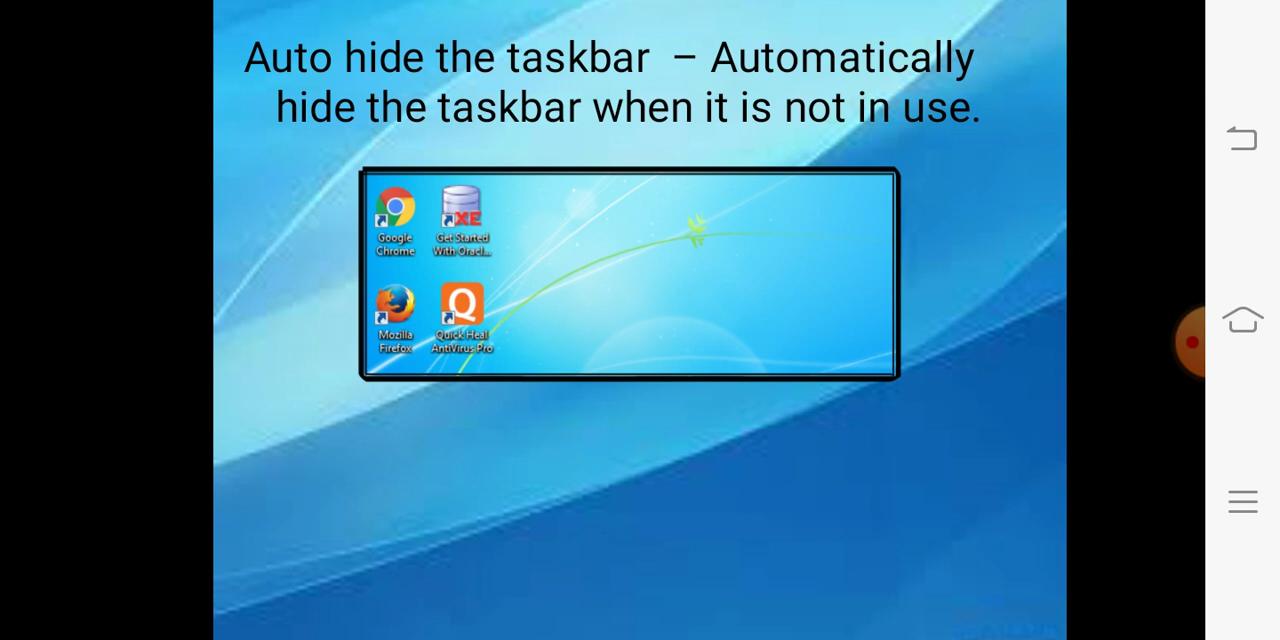 Auto hide the taskbar – Automatically
hide the taskbar when it is not in use.
XE
Google
Chrome
Get Started
With Oracl...
Q
Mozilla
Firefox
Quick Heal
AntiVirus Pro